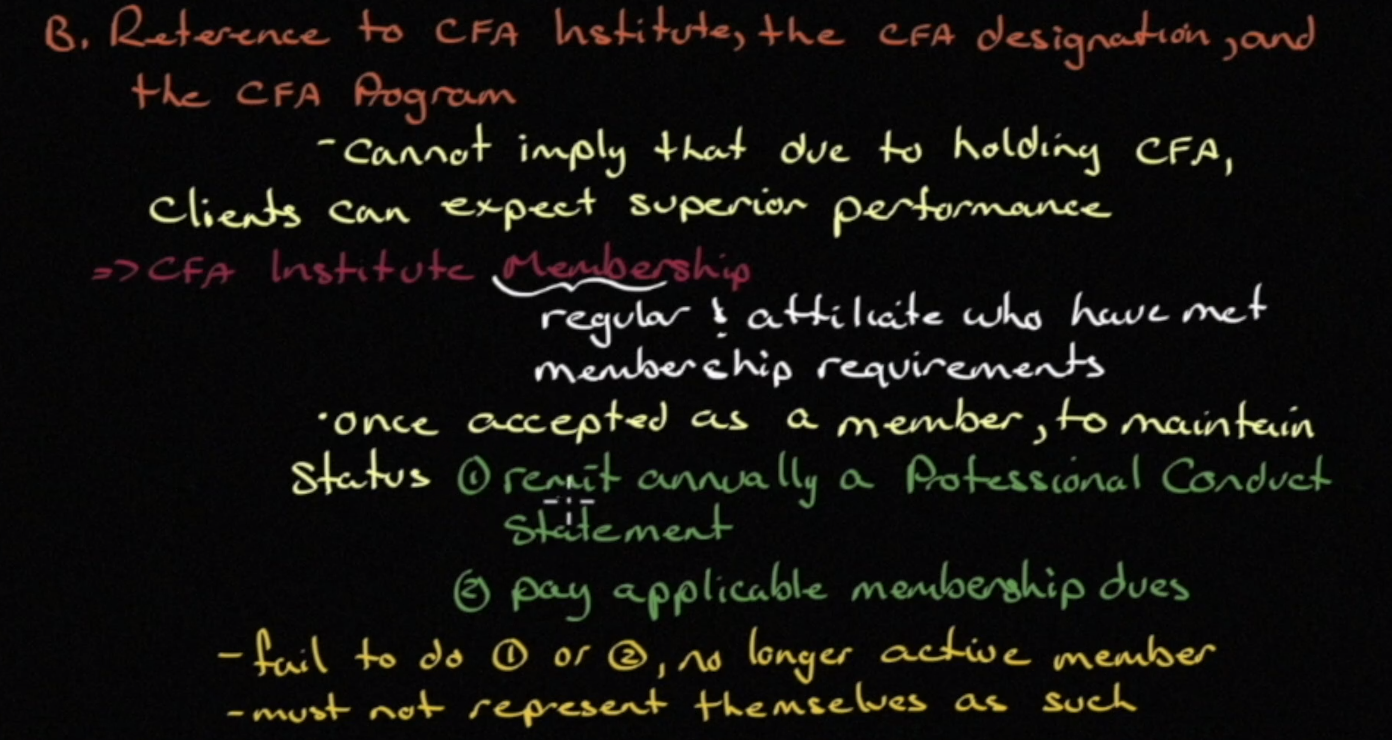 B. Reference to CFA Institute, the CFA designation, and
the CFA Program
- Cannot imply that due to holding CFA,
Clients can expect superior performance
=> CFA Institute Membership
regular & affiliate who have met
membership requirements
• once accepted as a member, to maintain
Status ① remit annually a Professional Conduct
Statement
② pay applicable membership dues
- fail to do ① or ②, no longer active member
- must not represent themselves as such